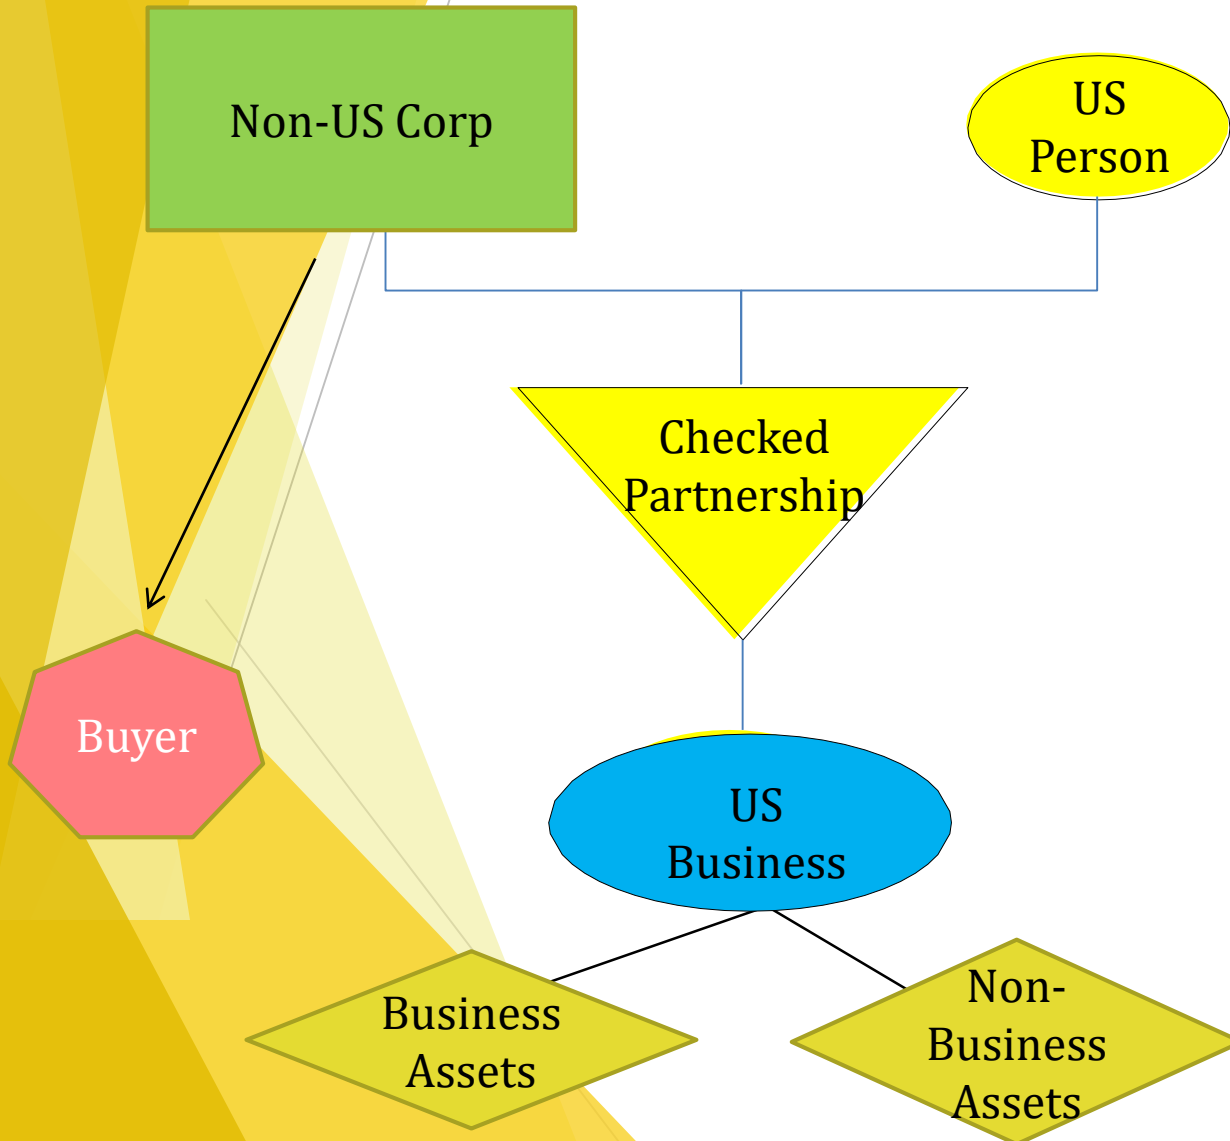 Non-US Corp
US
Person
Checked
Partnership
Buyer
US
Business
Business
Assets
Non-
Business
Assets